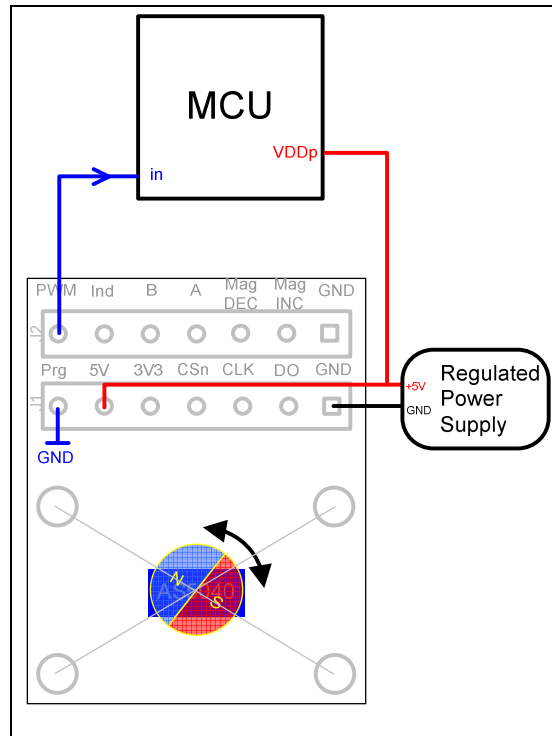 MCU
VDDp
in
PWM Ind B A Mag DEC Mag INC GND
J2
Prg 5V 3V3 CSn CLK DO GND
J1
+5V
GND
Regulated
Power
Supply
GND
AS5040
N
S